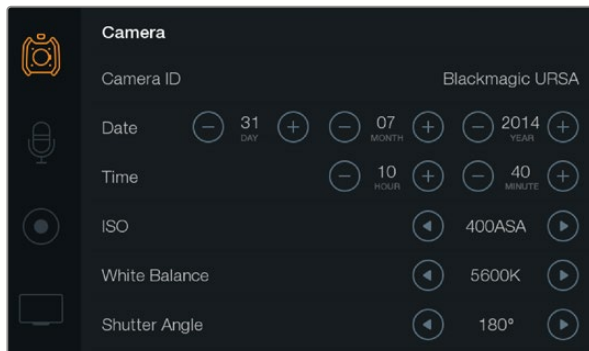 Camera
Camera ID Blackmagic URSA
Date 31 DAY 07 MONTH 2014 YEAR
Time 10 HOUR 40 MINUTE
ISO 400ASA
White Balance 5600K
Shutter Angle 180°